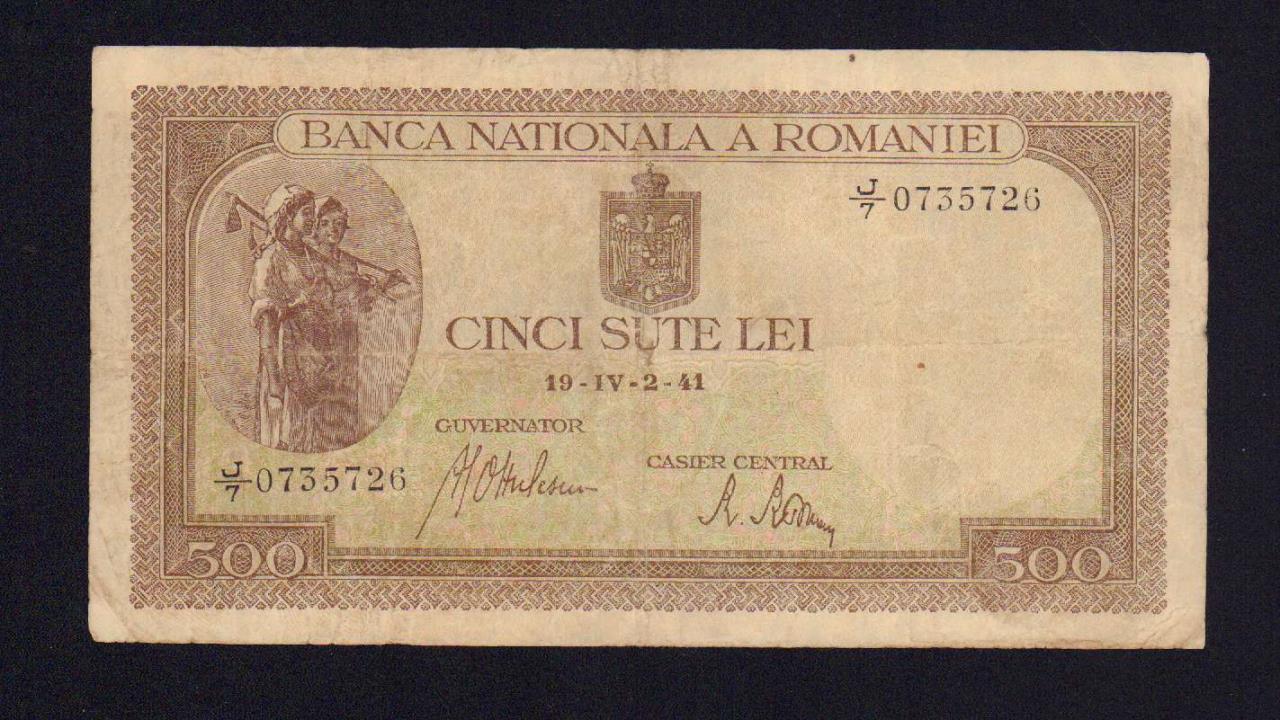 BANCA NATIONALA A ROMANIEI
J/7 0735726
CINCI SUTE LEI
19-IV-2-41
GUVERNATOR
CASIER CENTRAL
J/7 0735726
500
500